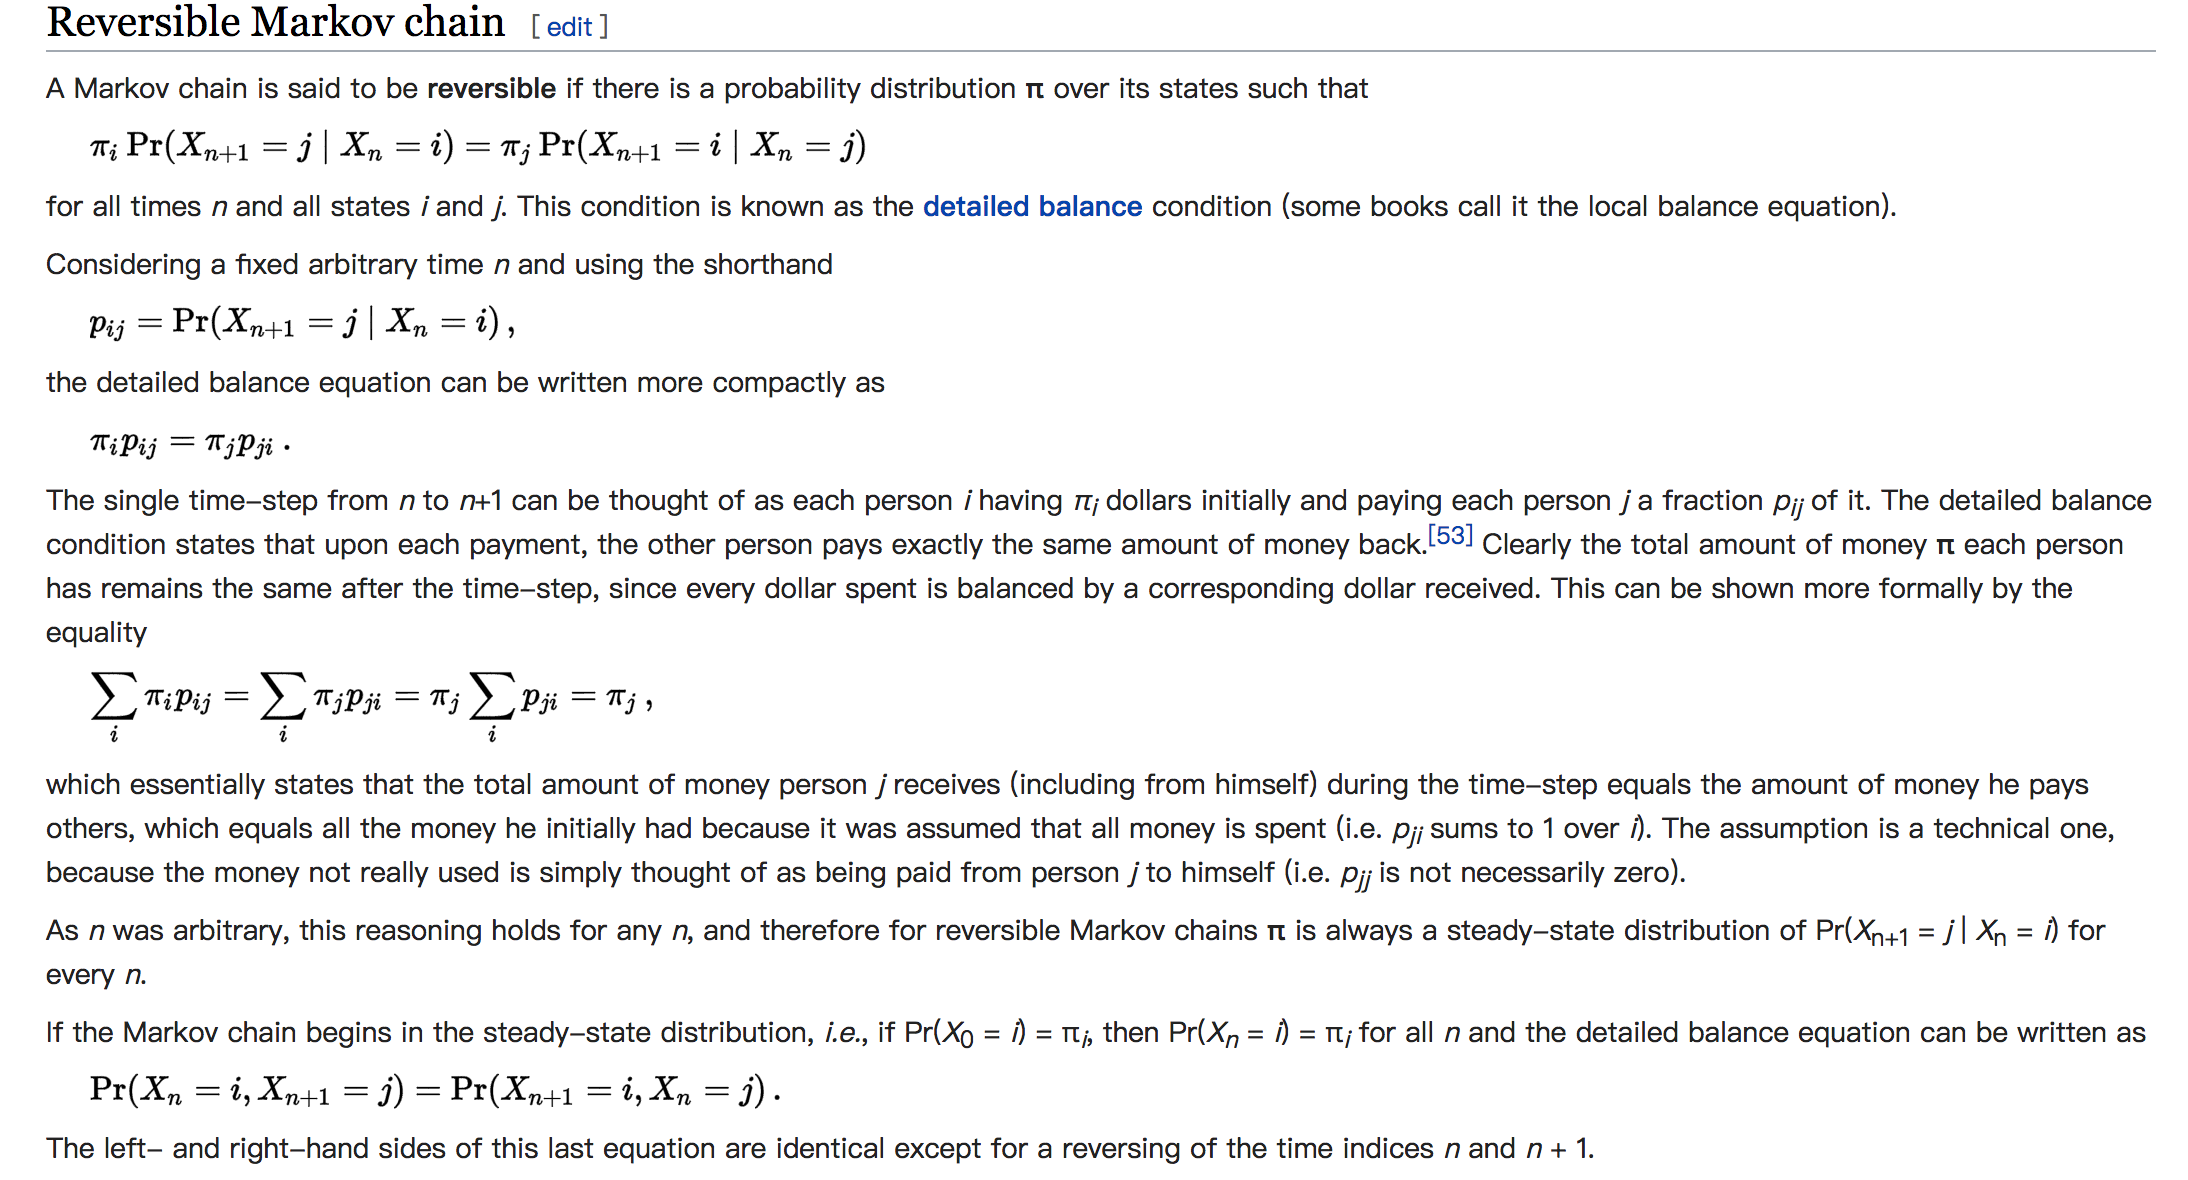 Reversible Markov chain [ edit ]
A Markov chain is said to be reversible if there is a probability distribution π over its states such that
π_i Pr(X_{n+1} = j | X_n = i) = π_j Pr(X_{n+1} = i | X_n = j)
for all times n and all states i and j. This condition is known as the detailed balance condition (some books call it the local balance equation).
Considering a fixed arbitrary time n and using the shorthand
p_{ij} = Pr(X_{n+1} = j | X_n = i) ,
the detailed balance equation can be written more compactly as
π_i p_{ij} = π_j p_{ji} .
The single time–step from n to n+1 can be thought of as each person i having π_i dollars initially and paying each person j a fraction p_{ij} of it. The detailed balance
condition states that upon each payment, the other person pays exactly the same amount of money back.[53] Clearly the total amount of money π each person
has remains the same after the time–step, since every dollar spent is balanced by a corresponding dollar received. This can be shown more formally by the
equality
∑_i π_i p_{ij} = ∑_i π_j p_{ji} = π_j ∑_i p_{ji} = π_j ,
which essentially states that the total amount of money person j receives (including from himself) during the time–step equals the amount of money he pays
others, which equals all the money he initially had because it was assumed that all money is spent (i.e. p_{ji} sums to 1 over i). The assumption is a technical one,
because the money not really used is simply thought of as being paid from person j to himself (i.e. p_{jj} is not necessarily zero).
As n was arbitrary, this reasoning holds for any n, and therefore for reversible Markov chains π is always a steady–state distribution of Pr(X_{n+1} = j | X_n = i) for
every n.
If the Markov chain begins in the steady–state distribution, i.e., if Pr(X_0 = i) = π_i, then Pr(X_n = i) = π_i for all n and the detailed balance equation can be written as
Pr(X_n = i, X_{n+1} = j) = Pr(X_{n+1} = i, X_n = j) .
The left– and right–hand sides of this last equation are identical except for a reversing of the time indices n and n + 1.